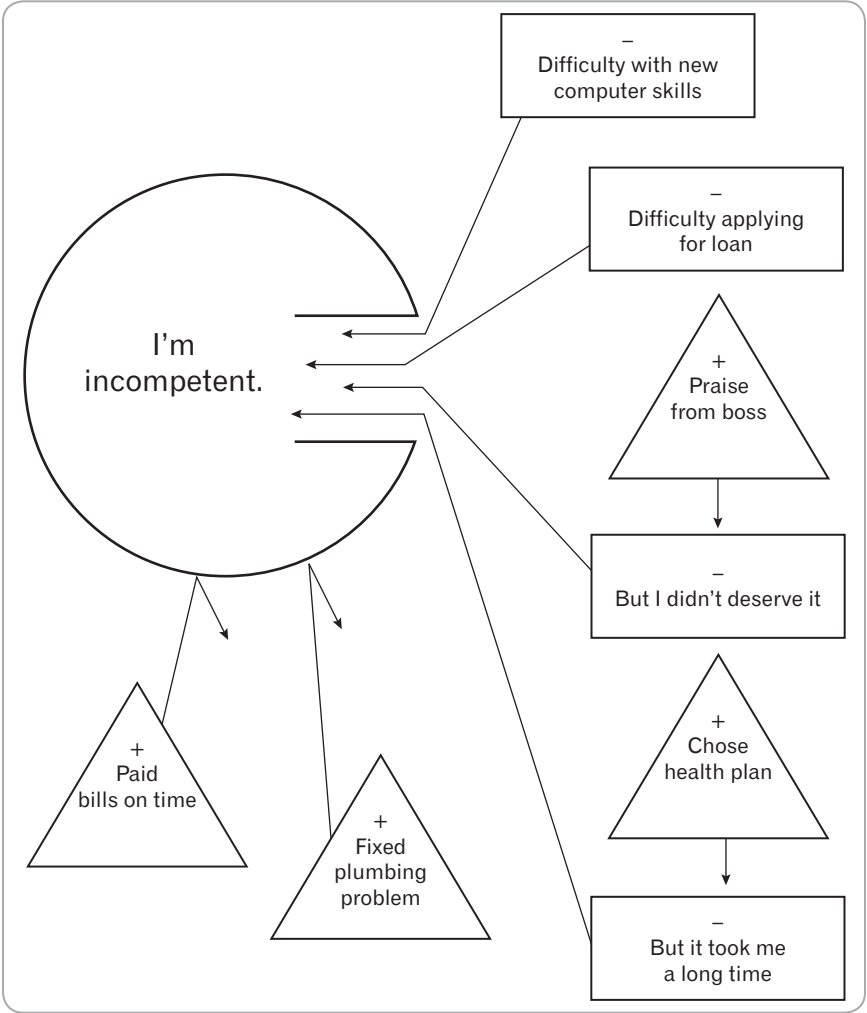 –
Difficulty with new
computer skills
–
Difficulty applying
for loan
I’m
incompetent.
+
Praise
from boss
–
But I didn’t deserve it
+
Chose
health plan
+
Paid
bills on time
+
Fixed
plumbing
problem
–
But it took me
a long time